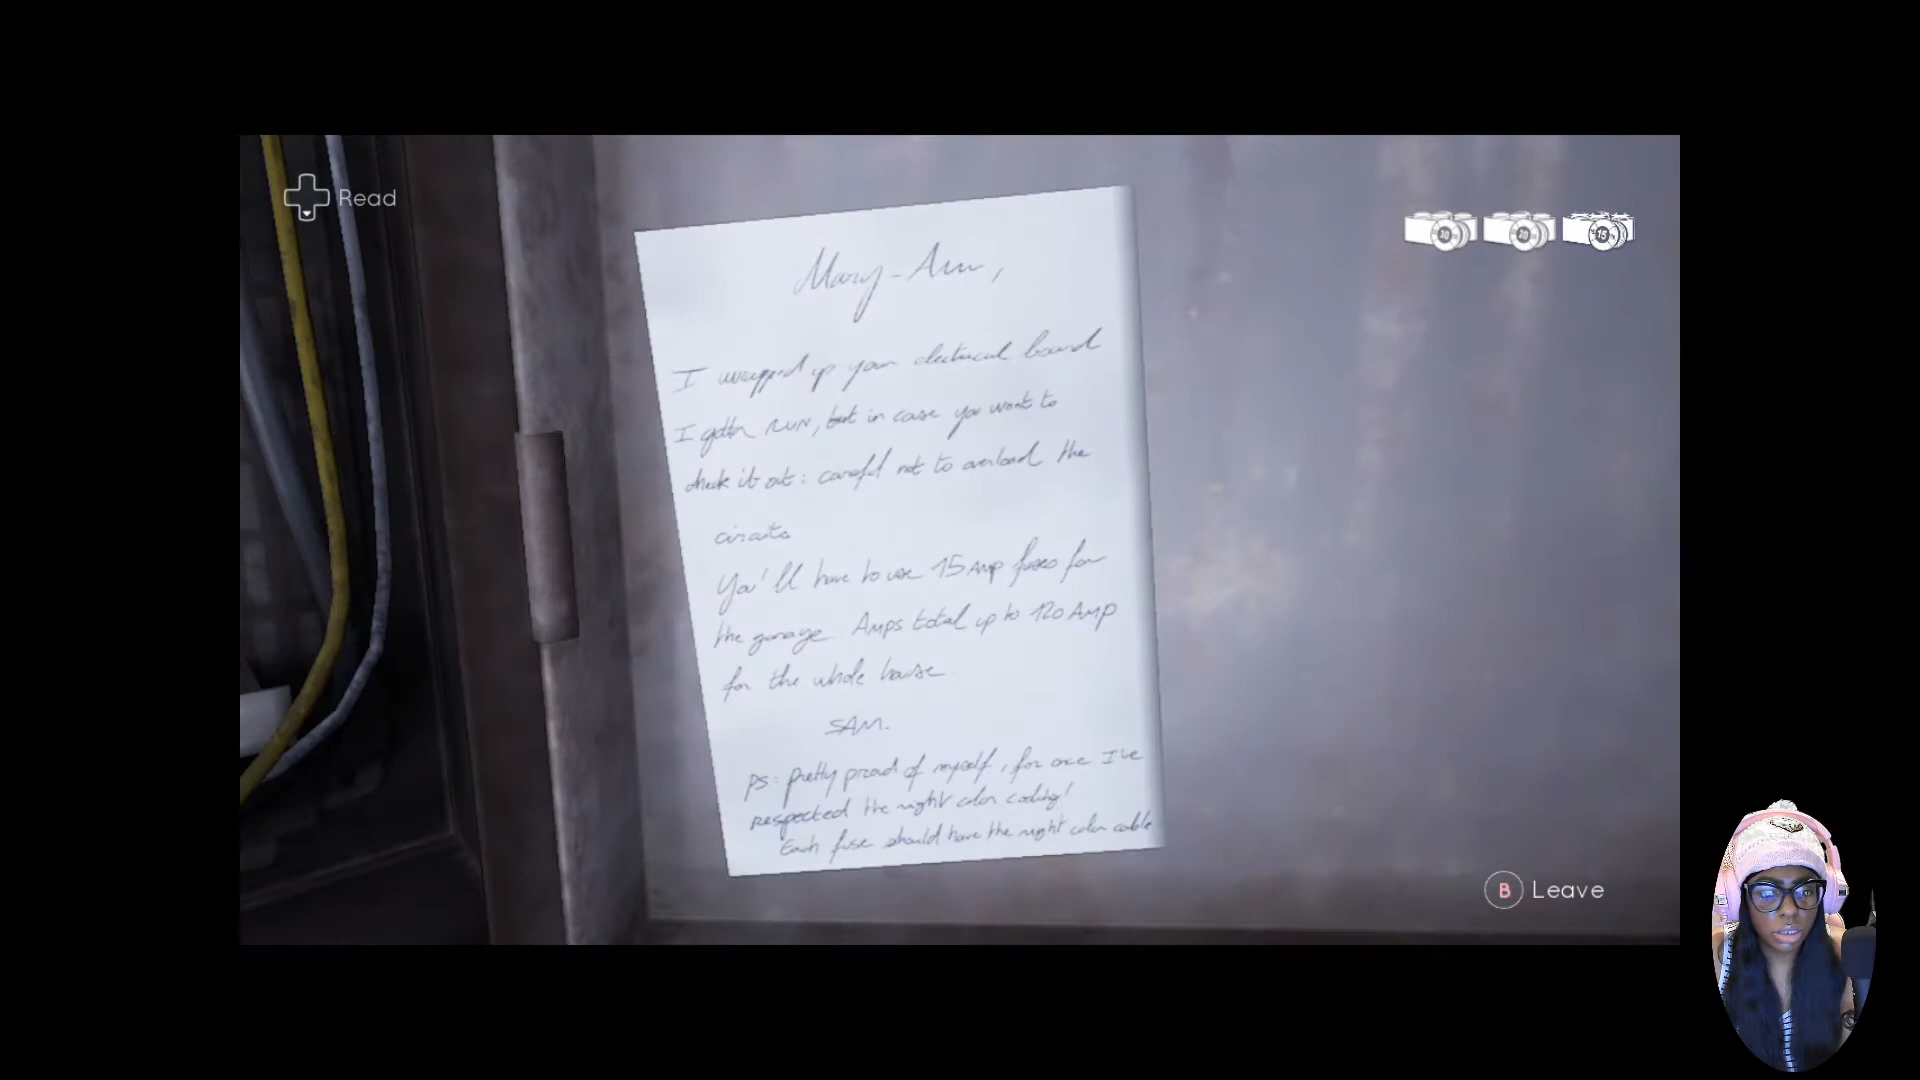 Read
30 20 15
Mary-Ann,
I wrapped up your electrical board
I gotta run, but in case you want to
check it out: careful not to overload the
circuits
You'll have to use 15 Amp fuses for
the garage. Amps total up to 120 Amp
for the whole house
SAM.
PS: pretty proud of myself, for once I've
respected the right color coding!
Each fuse should have the right color cable
B Leave